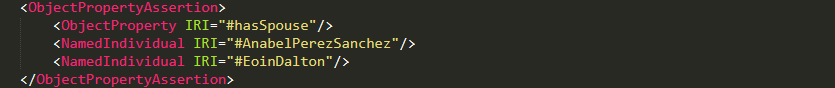 <ObjectPropertyAssertion>
<ObjectProperty IRI="#hasSpouse"/>
<NamedIndividual IRI="#AnabelPerezSanchez"/>
<NamedIndividual IRI="#EoinDalton"/>
</ObjectPropertyAssertion>